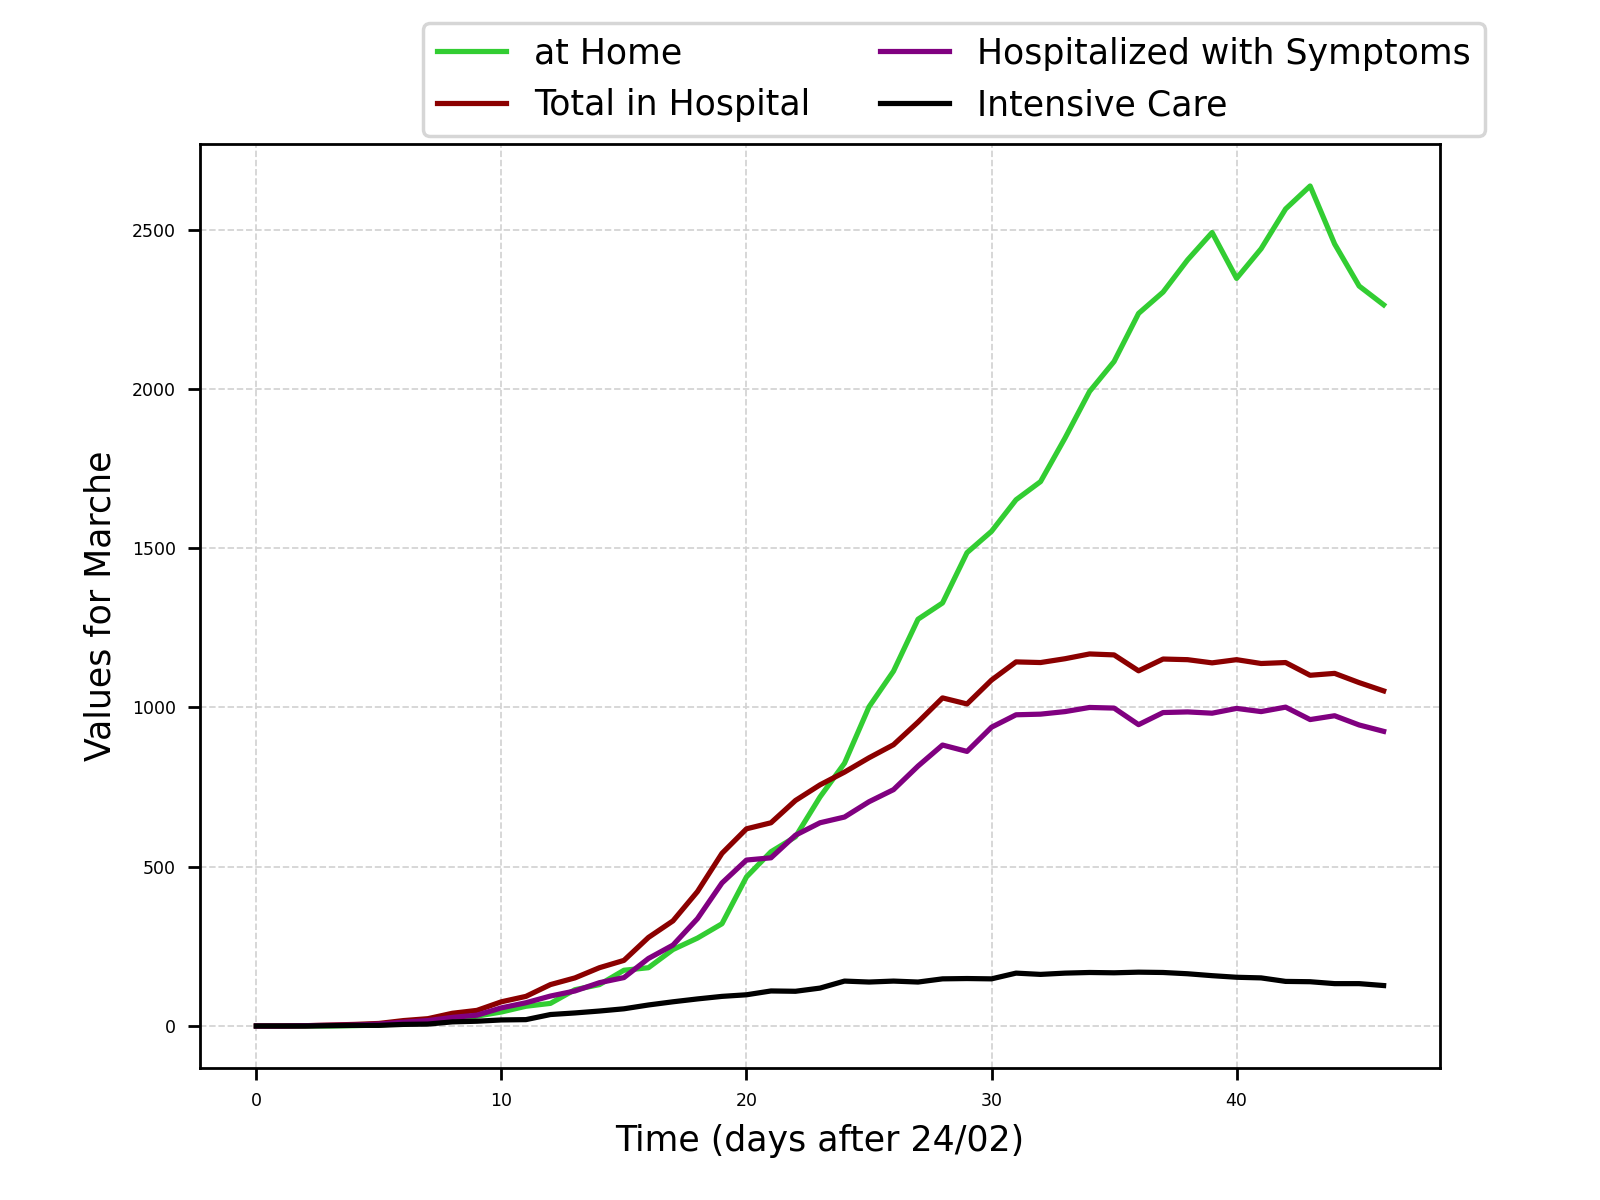 at Home
Total in Hospital
Hospitalized with Symptoms
Intensive Care
Values for Marche
2500
2000
1500
1000
500
0
0 10 20 30 40
Time (days after 24/02)